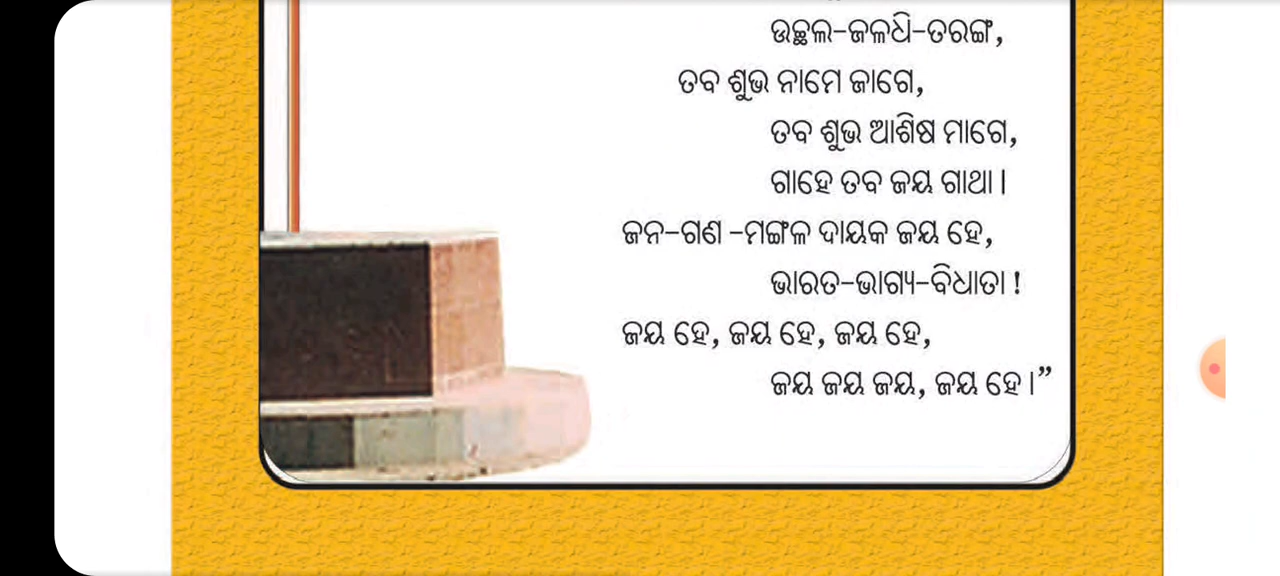 ଉଚ୍ଛଳ-ଜଳଧି-ତରଙ୍ଗ,
ତବ ଶୁଭ ନାମେ ଜାଗେ,
ତବ ଶୁଭ ଆଶିଷ ମାଗେ,
ଗାହେ ତବ ଜୟ ଗାଥା।
ଜନ-ଗଣ -ମଙ୍ଗଳ ଦାୟକ ଜୟ ହେ,
ଭାରତ-ଭାଗ୍ୟ-ବିଧାତା !
ଜୟ ହେ, ଜୟ ହେ, ଜୟ ହେ,
ଜୟ ଜୟ ଜୟ, ଜୟ ହେ।”